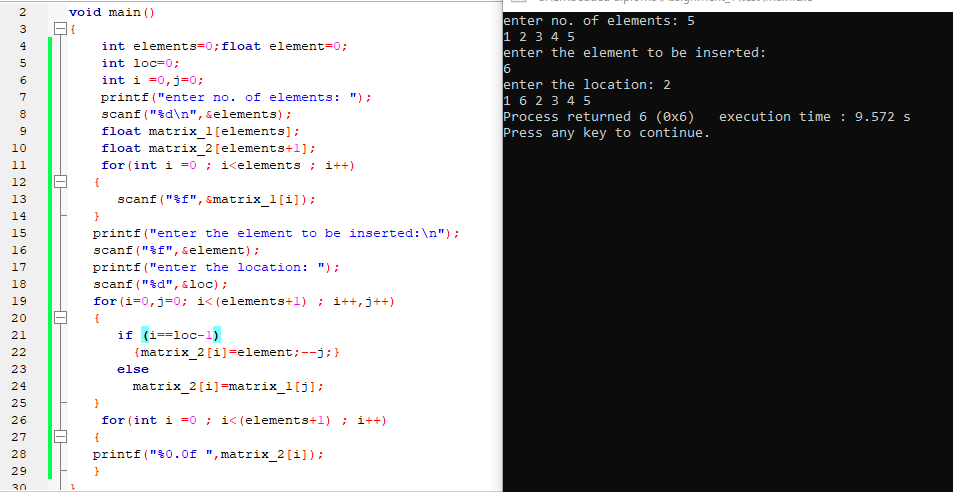 2 void main()
3 {
4 int elements=0;float element=0;
5 int loc=0;
6 int i =0,j=0;
7 printf("enter no. of elements: ");
8 scanf("%d\n",&elements);
9 float matrix_1[elements];
10 float matrix_2[elements+1];
11 for(int i =0 ; i<elements ; i++)
12 {
13 scanf("%f",&matrix_1[i]);
14 }
15 printf("enter the element to be inserted:\n");
16 scanf("%f",&element);
17 printf("enter the location: ");
18 scanf("%d",&loc);
19 for(i=0,j=0; i<(elements+1) ; i++,j++)
20 {
21 if (i==loc-1)
22 {matrix_2[i]=element;--j;}
23 else
24 matrix_2[i]=matrix_1[j];
25 }
26 for(int i =0 ; i<(elements+1) ; i++)
27 {
28 printf("%0.0f ",matrix_2[i]);
29 }
30 }
enter no. of elements: 5
1 2 3 4 5
enter the element to be inserted:
6
enter the location: 2
1 6 2 3 4 5
Process returned 6 (0x6) execution time : 9.572 s
Press any key to continue.